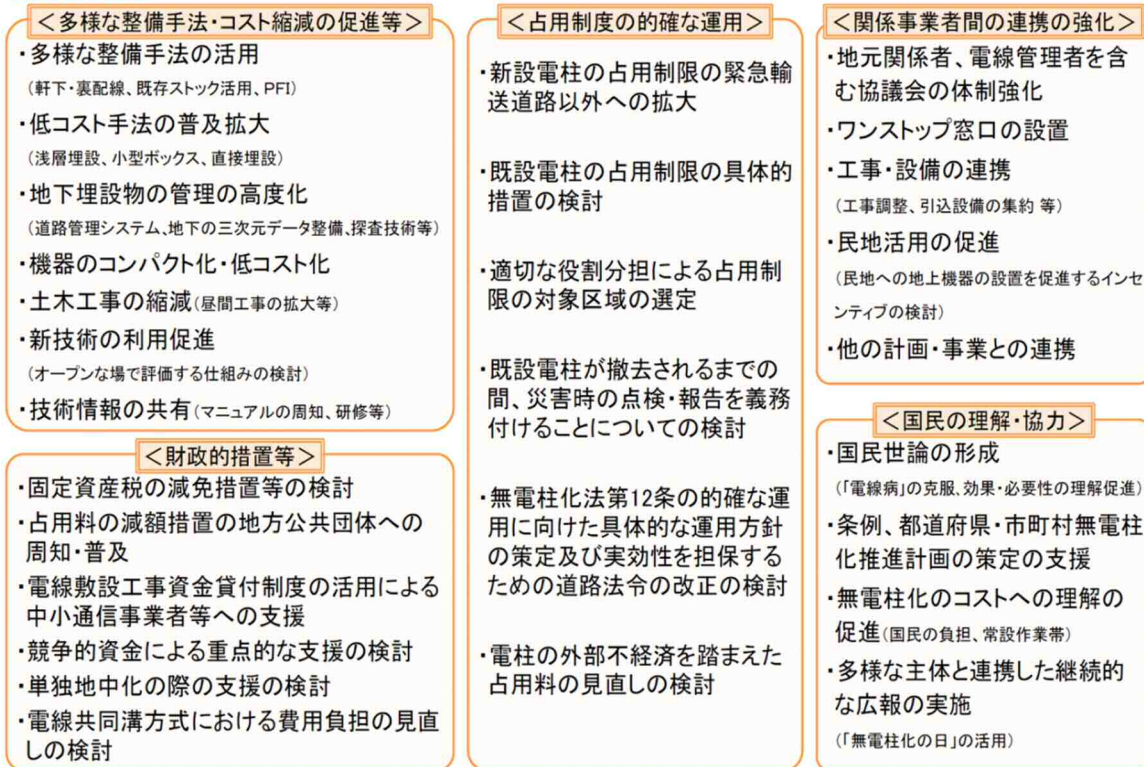 ＜多様な整備手法・コスト縮減の促進等＞
・多様な整備手法の活用
（軒下・裏配線、既存ストック活用、PFI）
・低コスト手法の普及拡大
（浅層埋設、小型ボックス、直接埋設）
・地下埋設物の管理の高度化
（道路管理システム、地下の三次元データ整備、探査技術等）
・機器のコンパクト化・低コスト化
・土木工事の縮減（昼間工事の拡大等）
・新技術の利用促進
（オープンな場で評価する仕組みの検討）
・技術情報の共有（マニュアルの周知、研修等）
＜財政的措置等＞
・固定資産税の減免措置等の検討
・占用料の減額措置の地方公共団体への
周知・普及
・電線敷設工事資金貸付制度の活用による
中小通信事業者等への支援
・競争的資金による重点的な支援の検討
・単独地中化の際の支援の検討
・電線共同溝方式における費用負担の見直
しの検討
＜占用制度の的確な運用＞
・新設電柱の占用制限の緊急輸
送道路以外への拡大
・既設電柱の占用制限の具体的
措置の検討
・適切な役割分担による占用制
限の対象区域の選定
・既設電柱が撤去されるまでの
間、災害時の点検・報告を義務
付けることについての検討
・無電柱化法第12条の的確な運
用に向けた具体的な運用方針
の策定及び実効性を担保する
ための道路法令の改正の検討
・電柱の外部不経済を踏まえた
占用料の見直しの検討
＜関係事業者間の連携の強化＞
・地元関係者、電線管理者を含
む協議会の体制強化
・ワンストップ窓口の設置
・工事・設備の連携
（工事調整、引込設備の集約 等）
・民地活用の促進
（民地への地上機器の設置を促進するインセ
ンティブの検討）
・他の計画・事業との連携
＜国民の理解・協力＞
・国民世論の形成
（「電線病」の克服、効果・必要性の理解促進）
・条例、都道府県・市町村無電柱
化推進計画の策定の支援
・無電柱化のコストへの理解の
促進（国民の負担、常設作業帯）
・多様な主体と連携した継続的
な広報の実施
（「無電柱化の日」の活用）